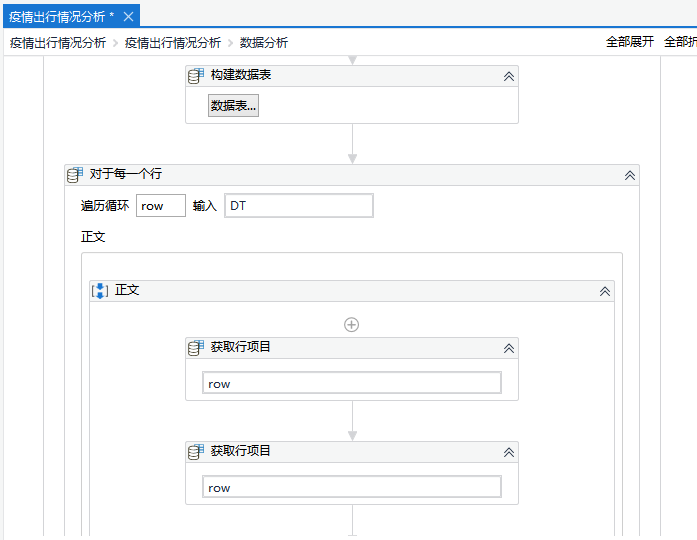 疫情出行情况分析 *
疫情出行情况分析 疫情出行情况分析 数据分析 全部展开 全部折
构建数据表
数据表...
对于每一个行
遍历循环 row 输入 DT
正文
正文
获取行项目
row
获取行项目
row